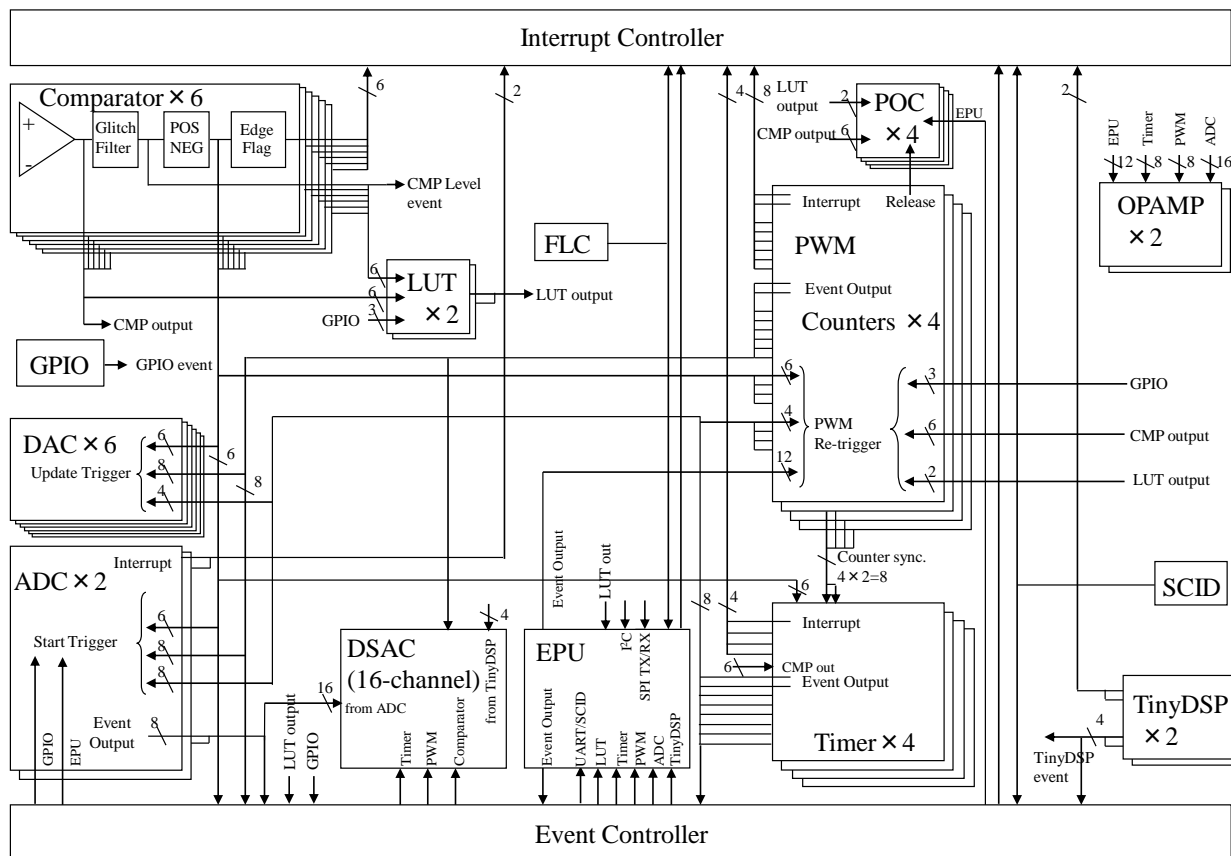 Interrupt Controller
Comparator × 6
6
2
+
-
Glitch
Filter
POS
NEG
Edge
Flag
CMP Level
event
4
8
LUT
output
2
CMP output
6
POC
× 4
EPU
Release
2
EPU
Timer
PWM
ADC
12
8
8
16
OPAMP
× 2
FLC
6
6
3
GPIO
LUT
× 2
LUT output
CMP output
GPIO
GPIO event
Interrupt
PWM
Event Output
Counters × 4
6
4
12
PWM
Re-trigger
3
6
2
GPIO
CMP output
LUT output
DAC × 6
Update Trigger
6
8
4
6
8
ADC × 2
Interrupt
Start Trigger
6
8
8
Event
Output
8
GPIO
EPU
LUT output
GPIO
16
DSAC
(16-channel)
from ADC
4
from TinyDSP
Timer
PWM
Comparator
Event Output
LUT out
EPU
I²C
SPI TX/RX
Event Output
UART/SCID
LUT
Timer
PWM
ADC
TinyDSP
8
4
6
Counter sync.
4 × 2=8
Interrupt
6
CMP out
Event Output
Timer × 4
SCID
TinyDSP
× 2
4
TinyDSP
event
Event Controller